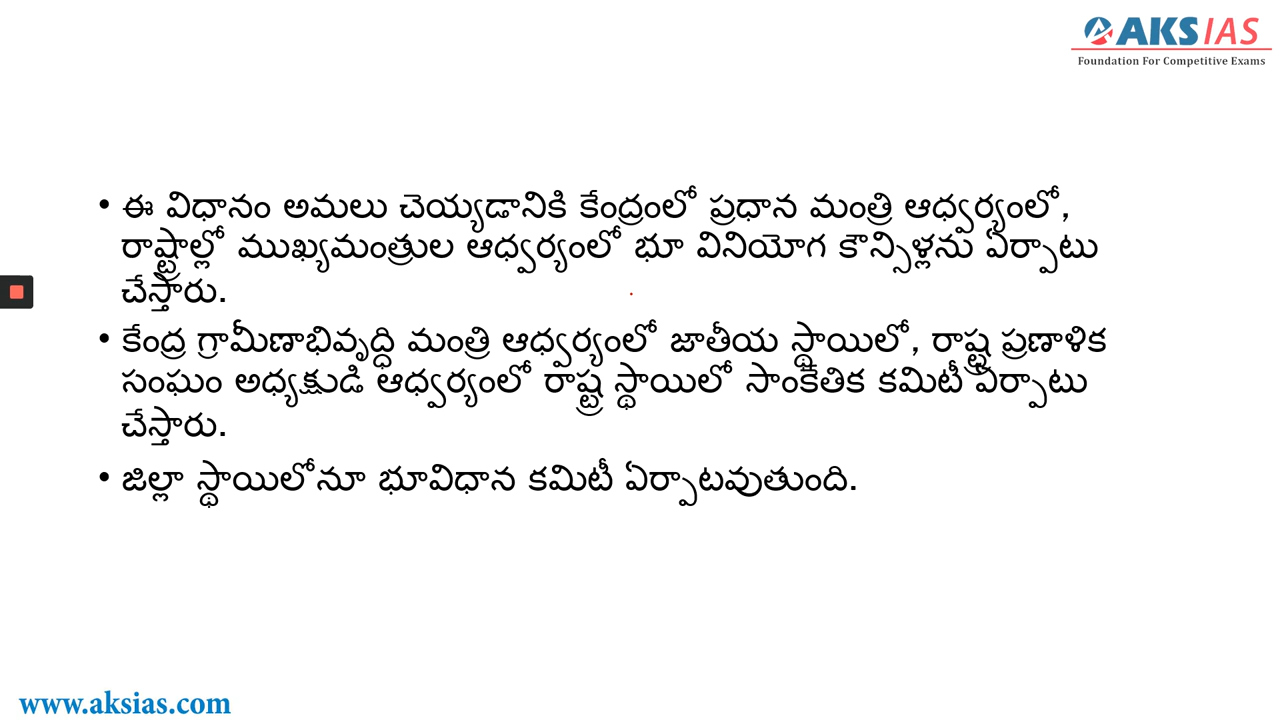 AKS IAS
Foundation For Competitive Exams
• ఈ విధానం అమలు చెయ్యడానికి కేంద్రంలో ప్రధాన మంత్రి ఆధ్వర్యంలో,
రాష్ట్రాల్లో ముఖ్యమంత్రుల ఆధ్వర్యంలో భూ వినియోగ కౌన్సిళ్లను ఏర్పాటు
చేస్తారు.
• కేంద్ర గ్రామీణాభివృద్ధి మంత్రి ఆధ్వర్యంలో జాతీయ స్థాయిలో, రాష్ట్ర ప్రణాళిక
సంఘం అధ్యక్షుడి ఆధ్వర్యంలో రాష్ట్ర స్థాయిలో సాంకేతిక కమిటీ ఏర్పాటు
చేస్తారు.
• జిల్లా స్థాయిలోనూ భూవిధాన కమిటీ ఏర్పాటవుతుంది.
www.aksias.com